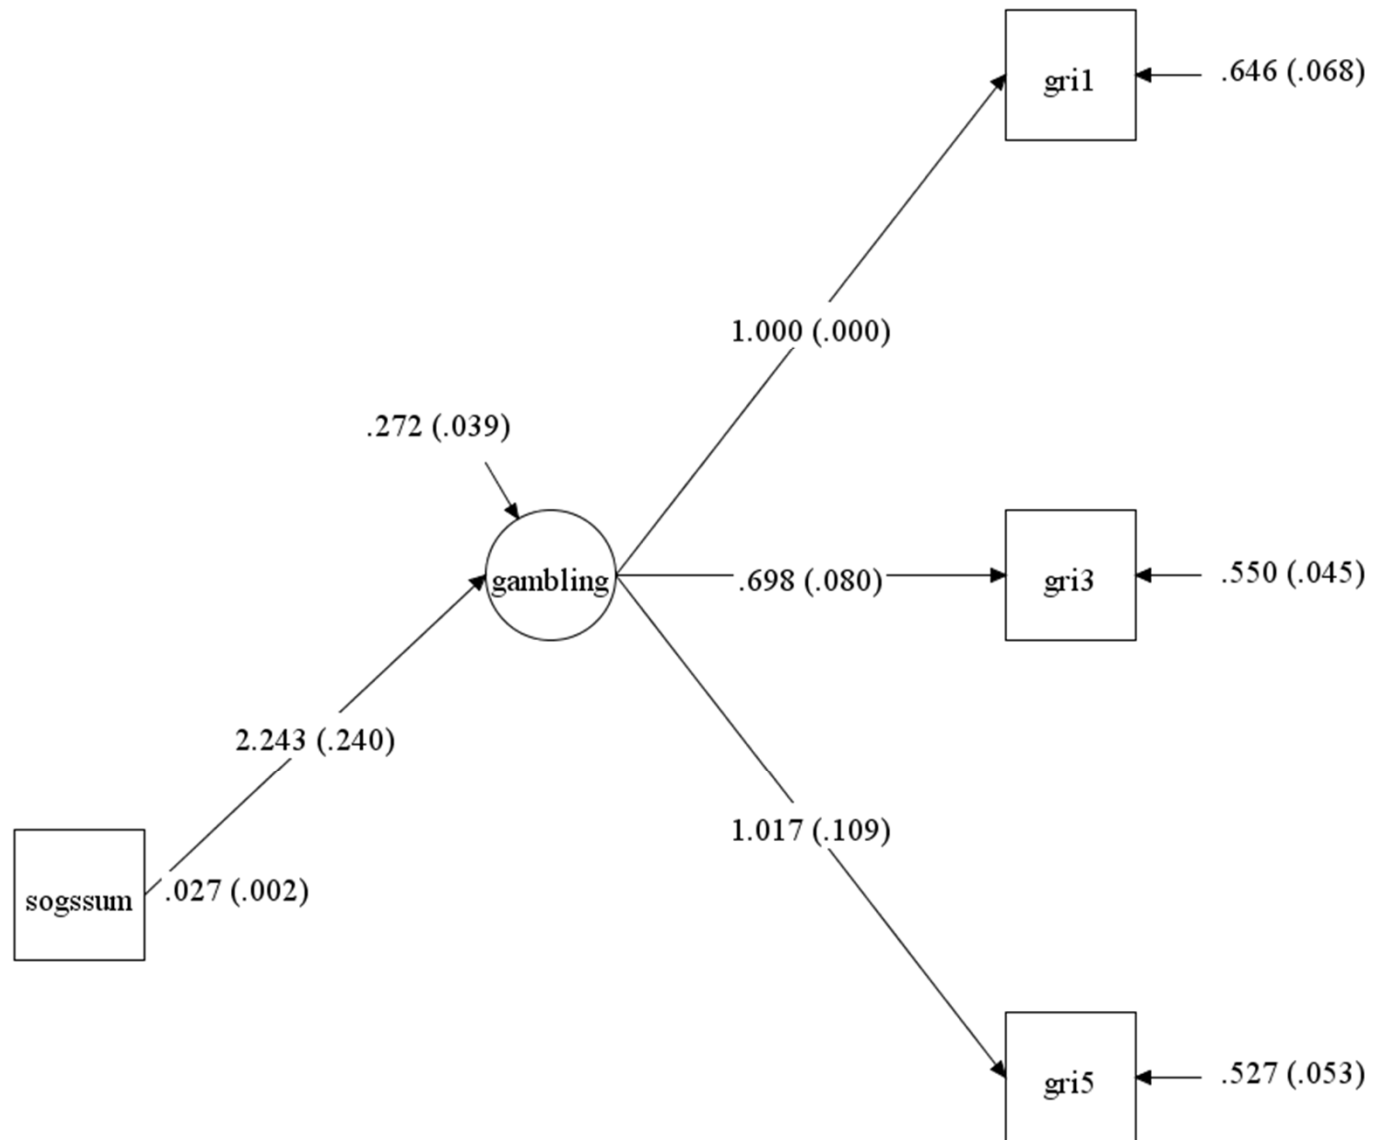 gri1
.646 (.068)
1.000 (.000)
.272 (.039)
gambling
.698 (.080)
gri3
.550 (.045)
2.243 (.240)
1.017 (.109)
sogssum
.027 (.002)
gri5
.527 (.053)